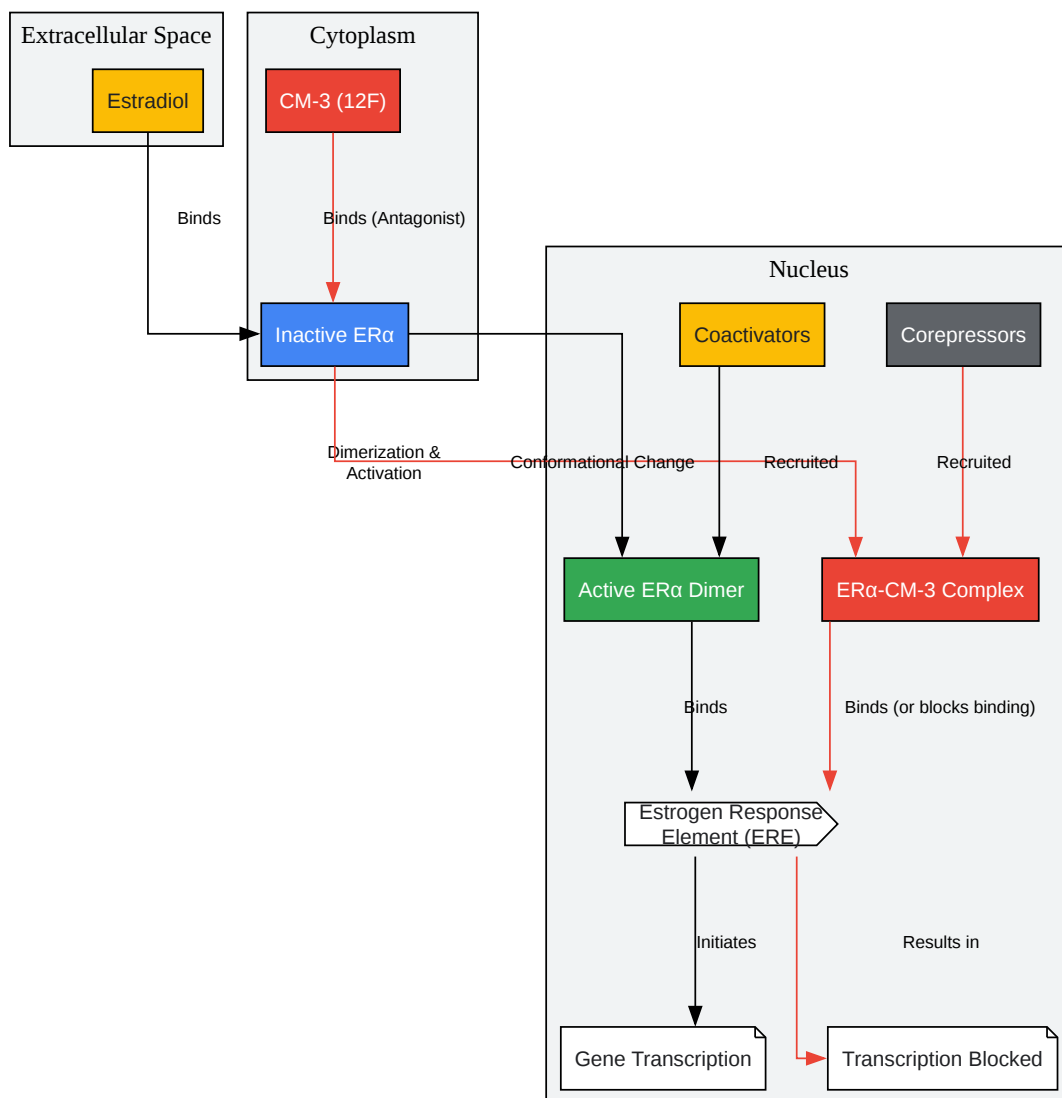 Extracellular Space
Cytoplasm
Estradiol
CM-3 (12F)
Binds
Binds (Antagonist)
Nucleus
Inactive ERα
Coactivators
Corepressors
Dimerization &
Activation
Conformational Change
Recruited
Recruited
Active ERα Dimer
ERα-CM-3 Complex
Binds
Binds (or blocks binding)
Estrogen Response
Element (ERE)
Initiates
Results in
Gene Transcription
Transcription Blocked